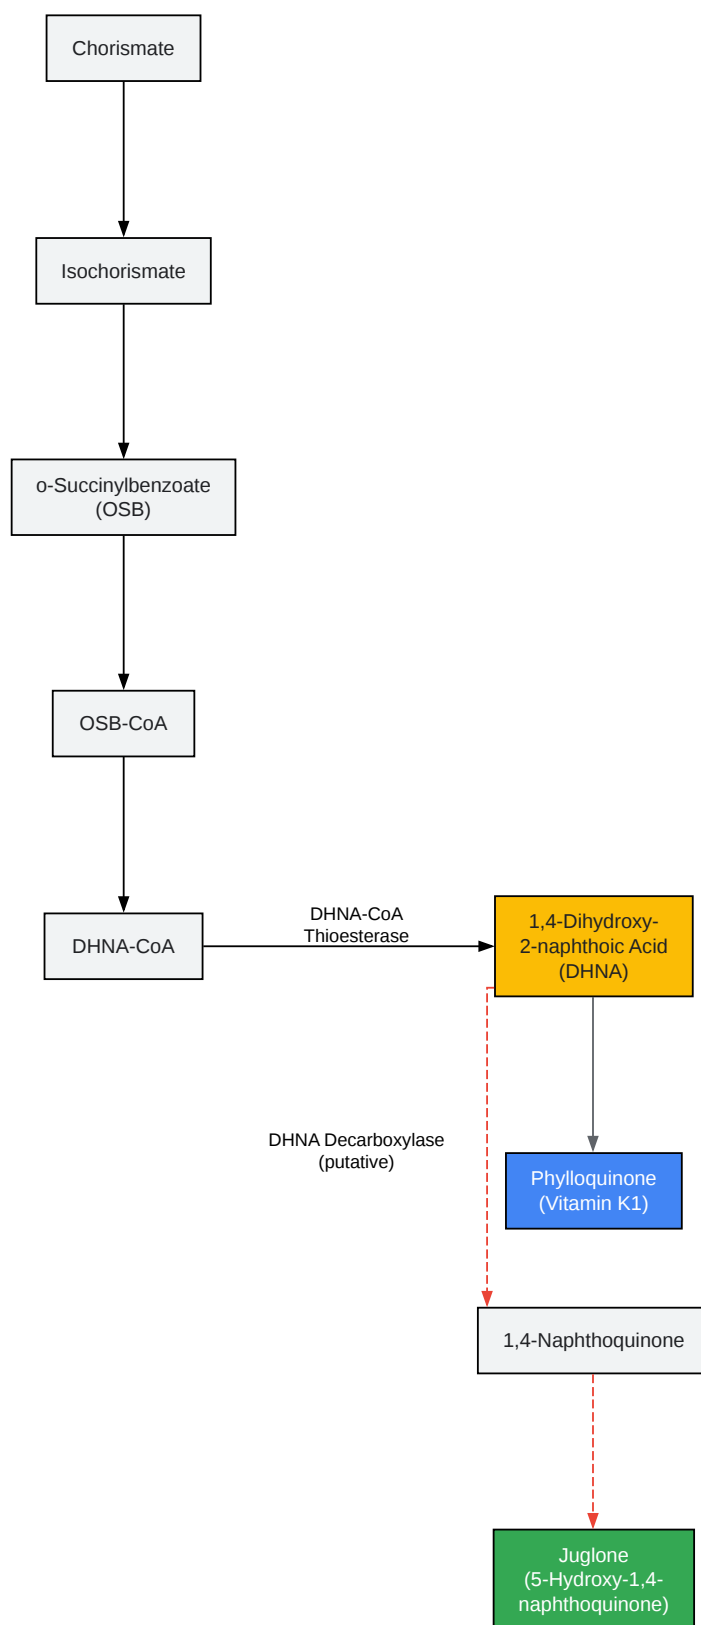 Chorismate
Isochorismate
o-Succinylbenzoate
(OSB)
OSB-CoA
DHNA-CoA
DHNA-CoA
Thioesterase
1,4-Dihydroxy-
2-naphthoic Acid
(DHNA)
DHNA Decarboxylase
(putative)
Phylloquinone
(Vitamin K1)
1,4-Naphthoquinone
Juglone
(5-Hydroxy-1,4-
naphthoquinone)